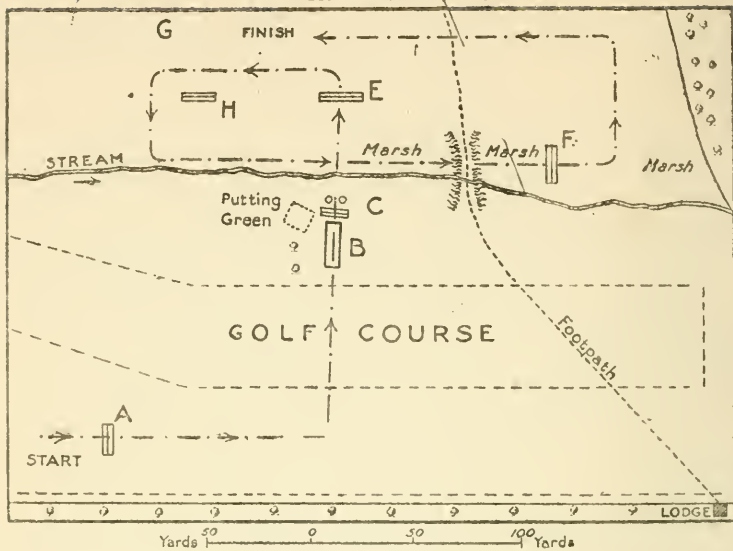 G FINISH
E
H
F
Marsh Marsh
STREAM
Marsh
Putting
Green
C
B
GOLF COURSE
Footpath
A
START
LODGE
Yards 50 0 50 100 Yards